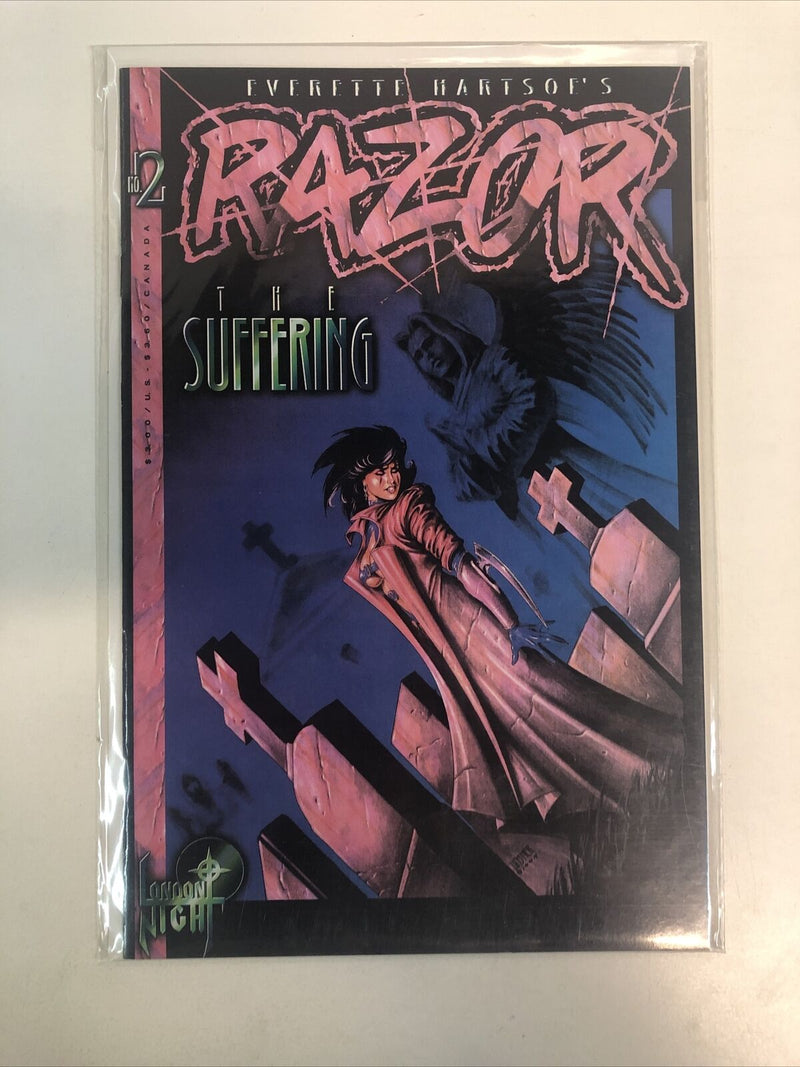 EVERETTE HARTSOE'S
RAZOR
no. 2
$3.00/U.S. - $3.60/CANADA
THE
SUFFERING
LONDON
NIGHT